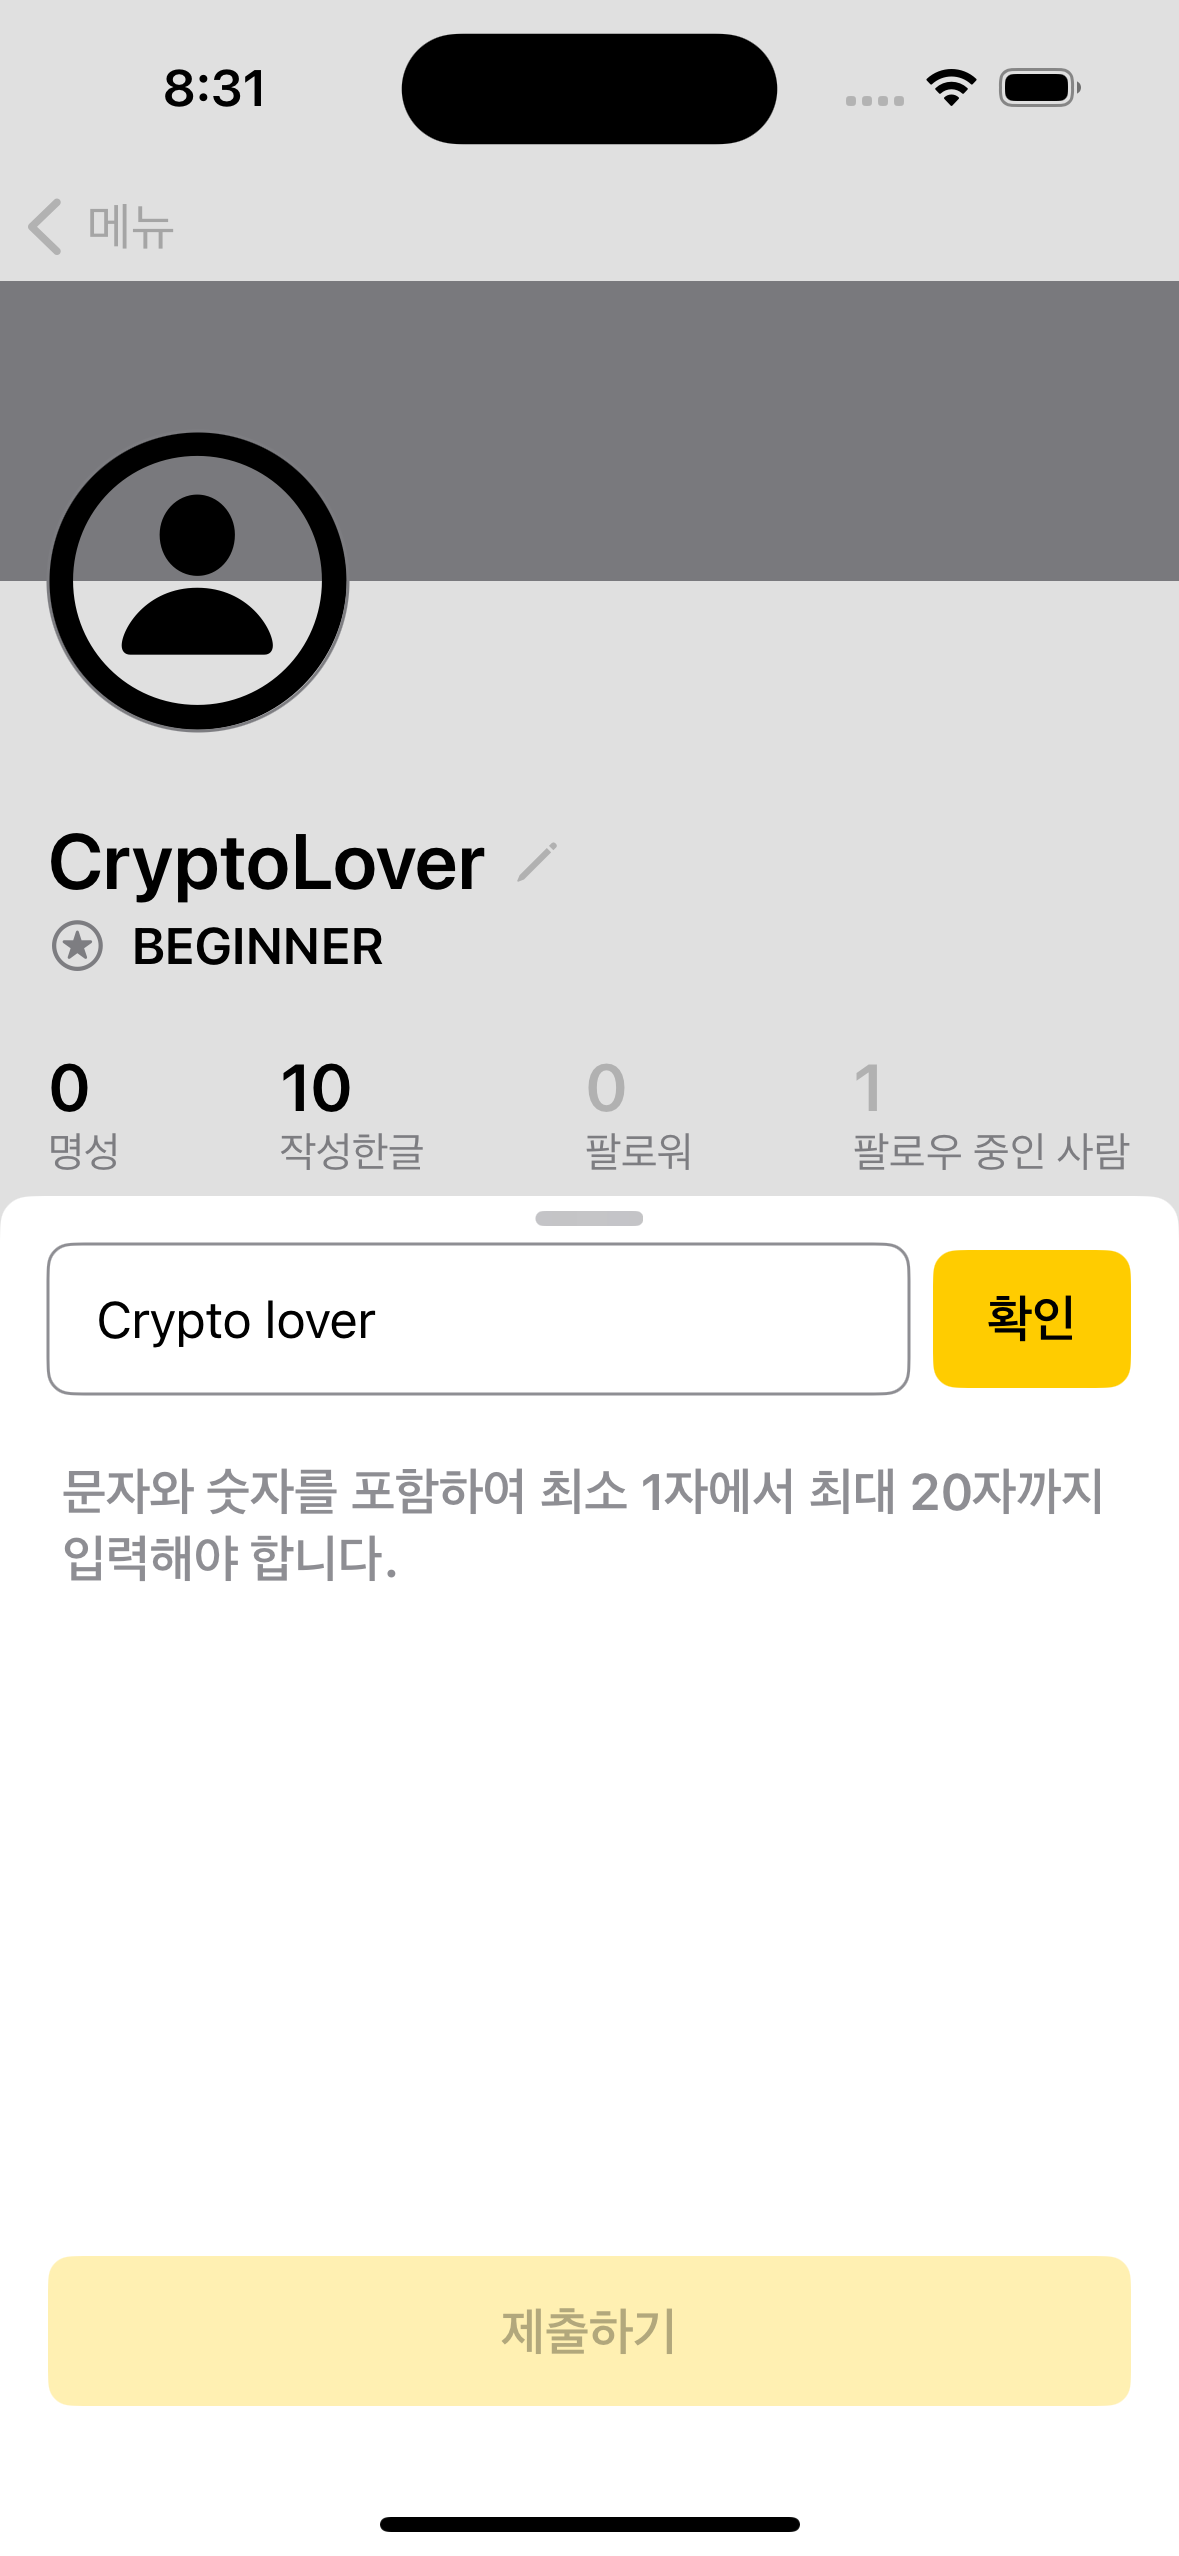 8:31
메뉴
CryptoLover
BEGINNER
0 10 0 1
명성 작성한글 팔로워 팔로우 중인 사람
Crypto lover 확인
문자와 숫자를 포함하여 최소 1자에서 최대 20자까지
입력해야 합니다.
제출하기